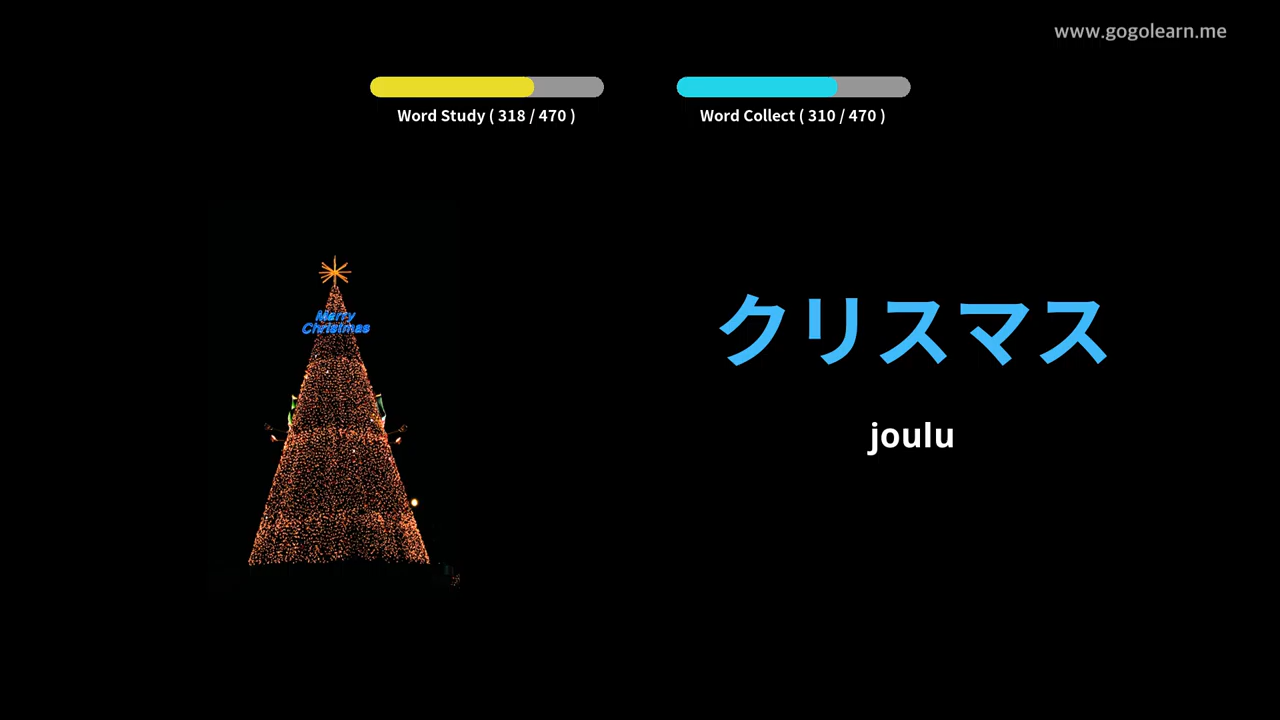 www.gogolearn.me
Word Study ( 318 / 470 )
Word Collect ( 310 / 470 )
Merry
Christmas
クリスマス
joulu